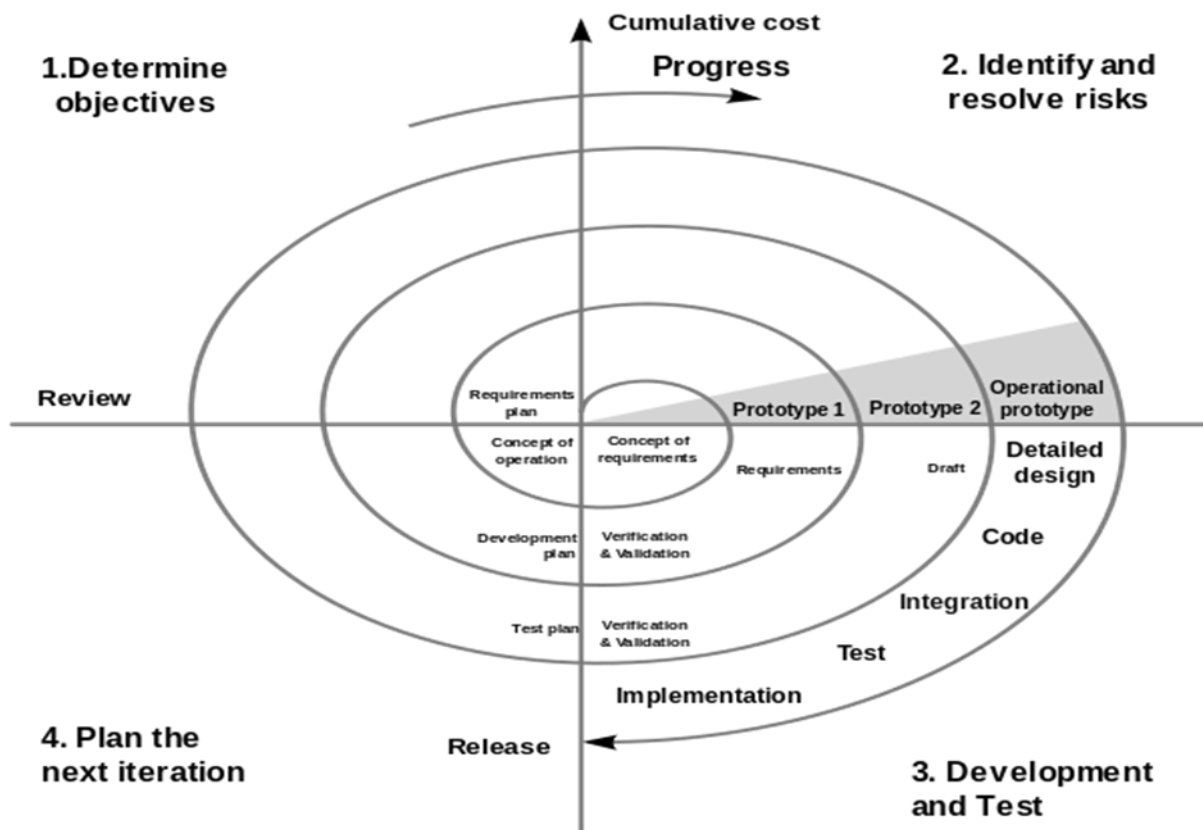 Cumulative cost
Progress
1.Determine
objectives
2. Identify and
resolve risks
Review
Requirements
plan
Prototype 1
Prototype 2
Operational
prototype
Concept of
operation
Concept of
requirements
Requirements
Draft
Detailed
design
Development
plan
Verification
& Validation
Code
Test plan
Verification
& Validation
Integration
Test
Implementation
Release
4. Plan the
next iteration
3. Development
and Test